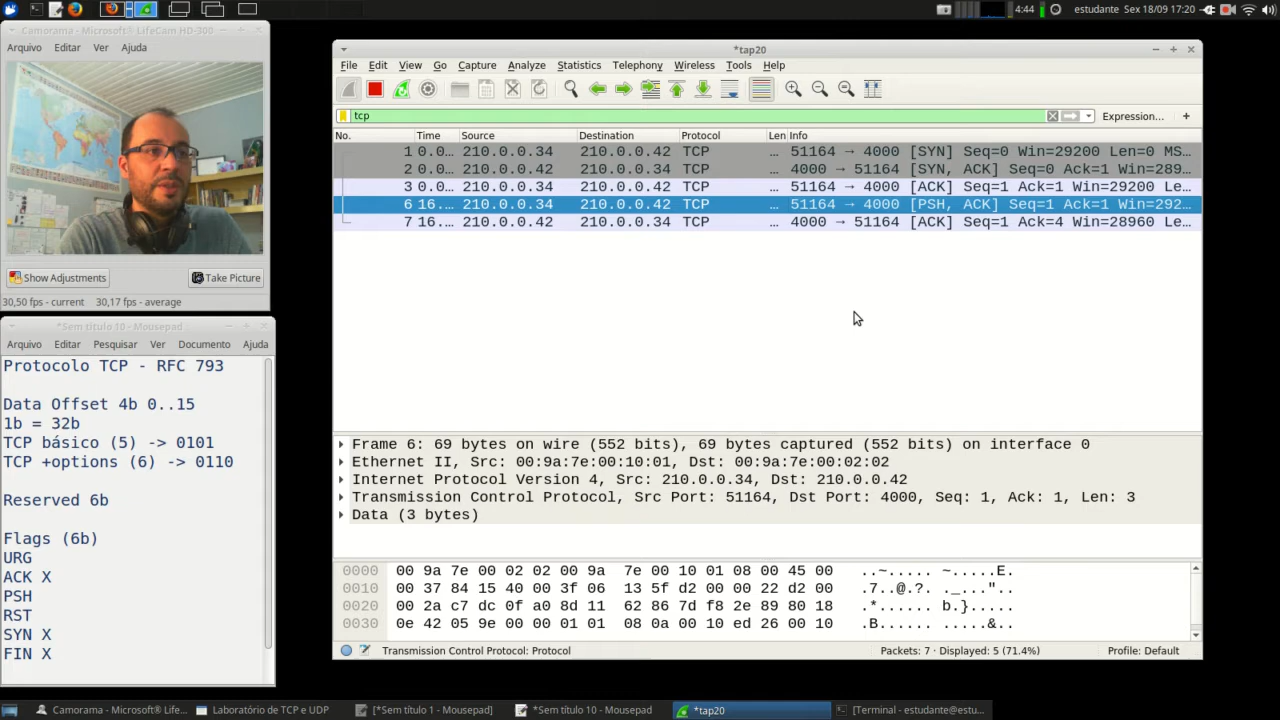 4:44 estudante Sex 18/09 17:20
Camorama - Microsoft® LifeCam HD-300
Arquivo Editar Ver Ajuda
Show Adjustments Take Picture
30,50 fps - current 30,17 fps - average
*Sem título 10 - Mousepad
Arquivo Editar Pesquisar Ver Documento Ajuda
Protocolo TCP - RFC 793
Data Offset 4b 0..15
1b = 32b
TCP básico (5) -> 0101
TCP +options (6) -> 0110
Reserved 6b
Flags (6b)
URG
ACK X
PSH
RST
SYN X
FIN X
*tap20
File Edit View Go Capture Analyze Statistics Telephony Wireless Tools Help
tcp Expression... +
No. Time Source Destination Protocol Len Info
1 0.0… 210.0.0.34 210.0.0.42 TCP … 51164 → 4000 [SYN] Seq=0 Win=29200 Len=0 MS…
2 0.0… 210.0.0.42 210.0.0.34 TCP … 4000 → 51164 [SYN, ACK] Seq=0 Ack=1 Win=289…
3 0.0… 210.0.0.34 210.0.0.42 TCP … 51164 → 4000 [ACK] Seq=1 Ack=1 Win=29200 Le…
6 16.… 210.0.0.34 210.0.0.42 TCP … 51164 → 4000 [PSH, ACK] Seq=1 Ack=1 Win=292…
7 16.… 210.0.0.42 210.0.0.34 TCP … 4000 → 51164 [ACK] Seq=1 Ack=4 Win=28960 Le…
Frame 6: 69 bytes on wire (552 bits), 69 bytes captured (552 bits) on interface 0
Ethernet II, Src: 00:9a:7e:00:10:01, Dst: 00:9a:7e:00:02:02
Internet Protocol Version 4, Src: 210.0.0.34, Dst: 210.0.0.42
Transmission Control Protocol, Src Port: 51164, Dst Port: 4000, Seq: 1, Ack: 1, Len: 3
Data (3 bytes)
0000 00 9a 7e 00 02 02 00 9a 7e 00 10 01 08 00 45 00 ..~..... ~.....E.
0010 00 37 84 15 40 00 3f 06 13 5f d2 00 00 22 d2 00 .7..@.?. ._..."..
0020 00 2a c7 dc 0f a0 8d 11 62 86 7d f8 2e 89 80 18 .*...... b.}.....
0030 0e 42 05 9e 00 00 01 01 08 0a 00 10 ed 26 00 10 .B...... .....&..
Transmission Control Protocol: Protocol Packets: 7 · Displayed: 5 (71.4%) Profile: Default
Camorama - Microsoft® Life... Laboratório de TCP e UDP [*Sem título 1 - Mousepad] *Sem título 10 - Mousepad *tap20 [Terminal - estudante@estu...